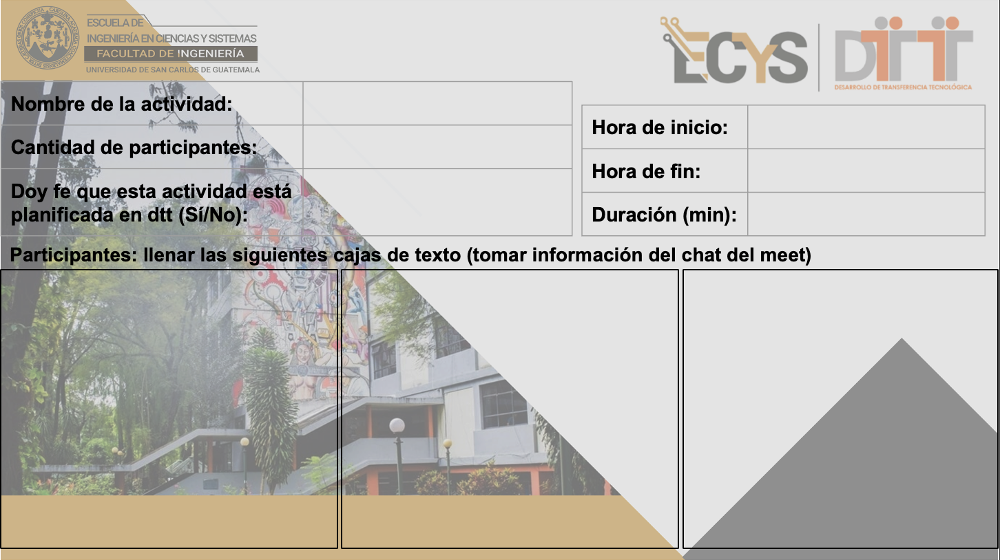 ESCUELA DE
INGENIERÍA EN CIENCIAS Y SISTEMAS
FACULTAD DE INGENIERÍA
UNIVERSIDAD DE SAN CARLOS DE GUATEMALA
ECYS
DTT
DESARROLLO DE TRANSFERENCIA TECNOLÓGICA
Nombre de la actividad:
Cantidad de participantes:
Doy fe que esta actividad está
planificada en dtt (Sí/No):
Hora de inicio:
Hora de fin:
Duración (min):
Participantes: llenar las siguientes cajas de texto (tomar información del chat del meet)